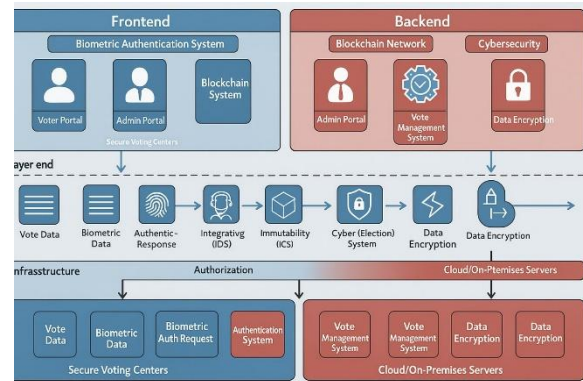 Frontend
Backend
Biometric Authentication System
Blockchain Network
Cybersecurity
Voter Portal
Admin Portal
Blockchain
System
Admin Portal
Vote
Management
System
Data Encryption
Secure Voting Centers
ayer end
Vote Data
Biometric
Data
Authentic-
Response
Integrativg
(IDS)
Immutability
(ICS)
Cyber (Election)
System
Data
Encryption
Data Encryption
nfrasstructure
Authorization
Cloud/On-Ptemises Servers
Vote
Data
Biometric
Data
Biometric
Auth Request
Authentication
System
Vote
Management
System
Vote
Management
System
Data
Encryption
Data
Encryption
Secure Voting Centers
Cloud/On-Premises Servers